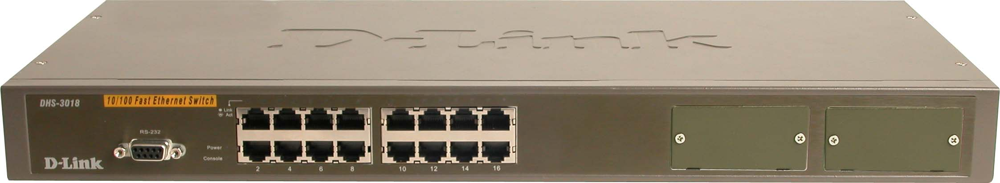 D-Link
DHS-3018
10/100 Fast Ethernet Switch
Link
Act
RS-232
Power
Console
D-Link
2 4 6 8 10 12 14 16